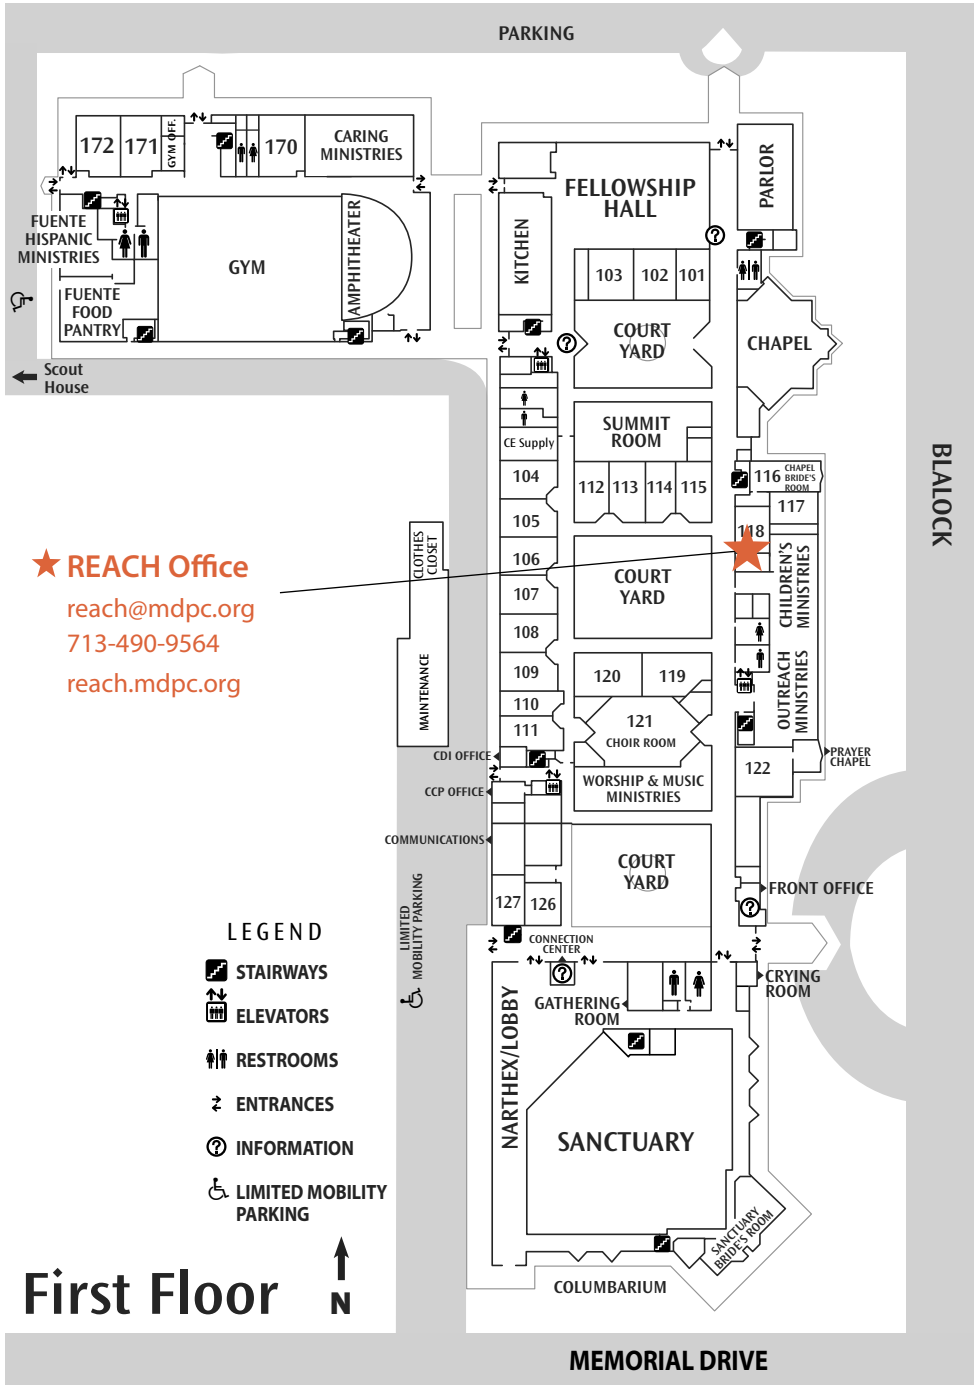 PARKING
172
171
GYM OFF.
170
CARING
MINISTRIES
FELLOWSHIP
HALL
PARLOR
KITCHEN
FUENTE
HISPANIC
MINISTRIES
GYM
AMPHITHEATER
FUENTE
FOOD
PANTRY
103
102
101
COURT
YARD
CHAPEL
Scout
House
SUMMIT
ROOM
CE Supply
104
112
113
114
115
116
CHAPEL
BRIDE'S
ROOM
117
118
BLALOCK
105
106
107
108
109
110
111
CLOTHES
CLOSET
MAINTENANCE
COURT
YARD
CHILDREN'S
MINISTRIES
OUTREACH
MINISTRIES
REACH Office
reach@mdpc.org
713-490-9564
reach.mdpc.org
120
119
121
CHOIR ROOM
WORSHIP & MUSIC
MINISTRIES
122
PRAYER
CHAPEL
CDI OFFICE
CCP OFFICE
COMMUNICATIONS
COURT
YARD
FRONT OFFICE
127
126
LIMITED
MOBILITY PARKING
CONNECTION
CENTER
GATHERING
ROOM
CRYING
ROOM
NARTHEX/LOBBY
SANCTUARY
SANCTUARY
BRIDE'S ROOM
COLUMBARIUM
LEGEND
STAIRWAYS
ELEVATORS
RESTROOMS
ENTRANCES
INFORMATION
LIMITED MOBILITY
PARKING
First Floor
N
MEMORIAL DRIVE